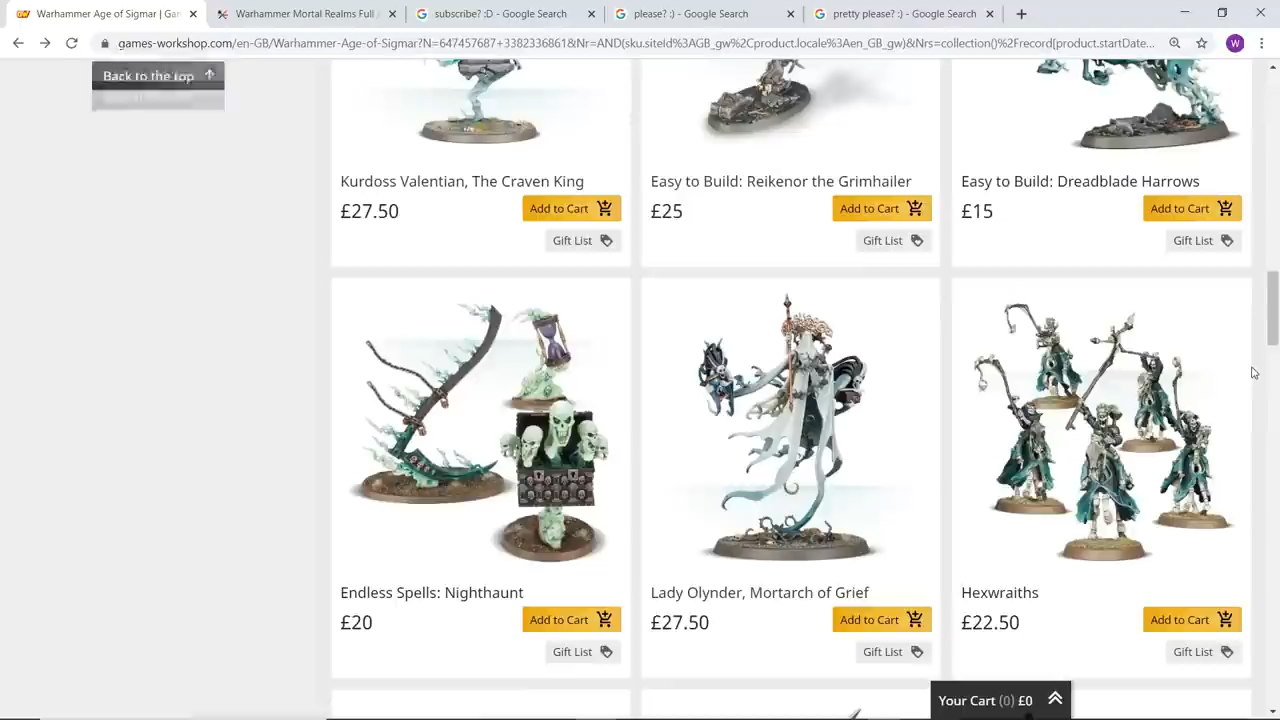 Warhammer Age of Sigmar | Gan
Warhammer Mortal Realms Full
subscribe? :D - Google Search
please? :) - Google Search
pretty please? :) - Google Search
games-workshop.com/en-GB/Warhammer-Age-of-Sigmar?N=647457687+3382336861&Nr=AND(sku.siteId%3AGB_gw%2Cproduct.locale%3Aen_GB_gw)&Nrs=collection()%2Frecord[product.startDate...
W
Back to the top
Kurdoss Valentian, The Craven King
£27.50
Add to Cart
Gift List
Easy to Build: Reikenor the Grimhailer
£25
Add to Cart
Gift List
Easy to Build: Dreadblade Harrows
£15
Add to Cart
Gift List
Endless Spells: Nighthaunt
£20
Add to Cart
Gift List
Lady Olynder, Mortarch of Grief
£27.50
Add to Cart
Gift List
Hexwraiths
£22.50
Add to Cart
Gift List
Your Cart (0) £0